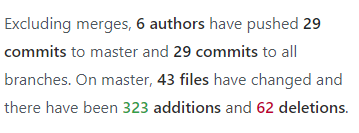 Excluding merges, 6 authors have pushed 29
commits to master and 29 commits to all
branches. On master, 43 files have changed and
there have been 323 additions and 62 deletions.